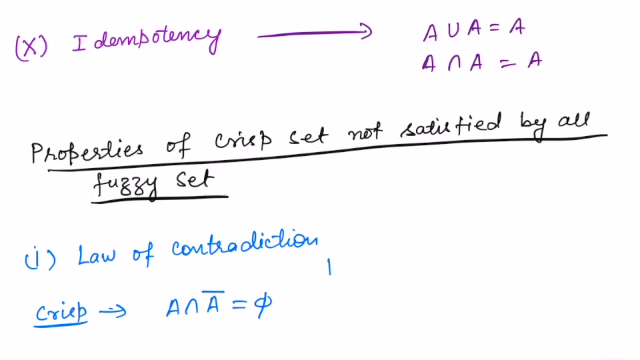 (X) Idempotency → A ∪ A = A
A ∩ A = A
Properties of crisp set not satisfied by all
fuzzy set
(i) Law of contradiction
Crisp → A ∩ A̅ = ϕ